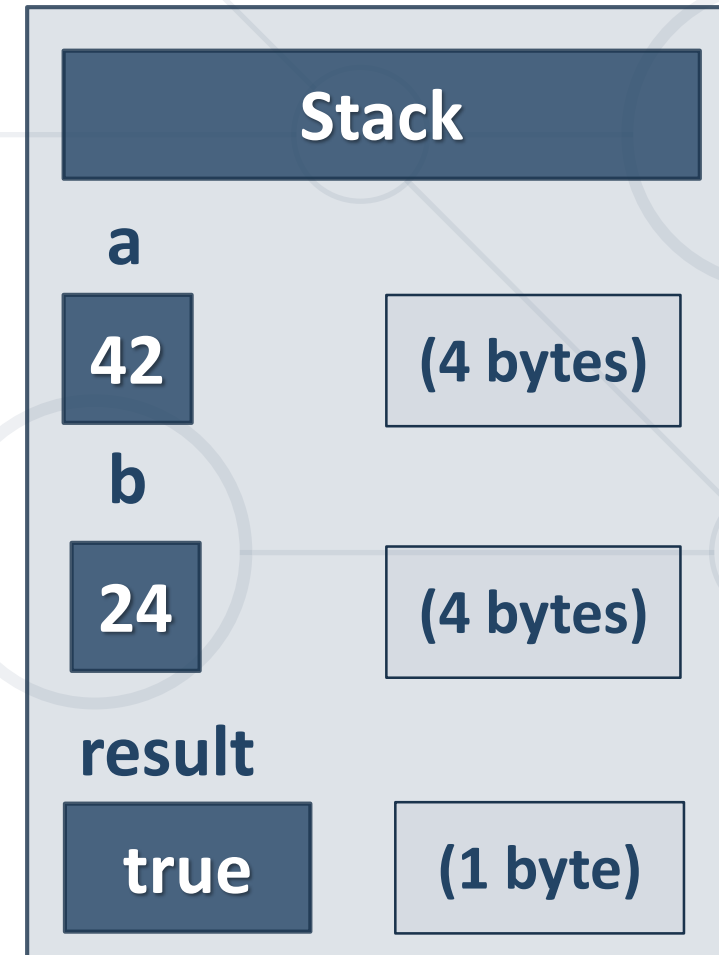 Stack
a
42 (4 bytes)
b
24 (4 bytes)
result
true (1 byte)